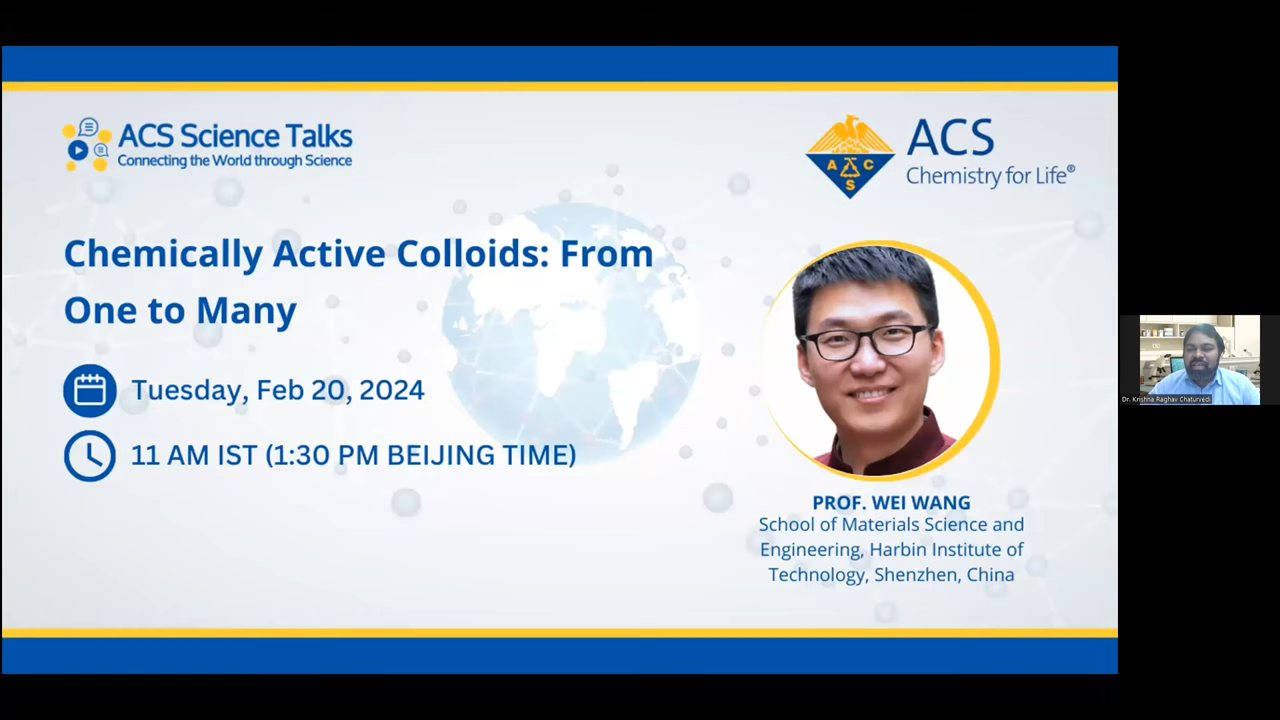 ACS Science Talks
Connecting the World through Science
ACS
Chemistry for Life®
A C
S
Chemically Active Colloids: From
One to Many
Tuesday, Feb 20, 2024
11 AM IST (1:30 PM BEIJING TIME)
PROF. WEI WANG
School of Materials Science and
Engineering, Harbin Institute of
Technology, Shenzhen, China
Dr. Krishna Raghav Chaturvedi